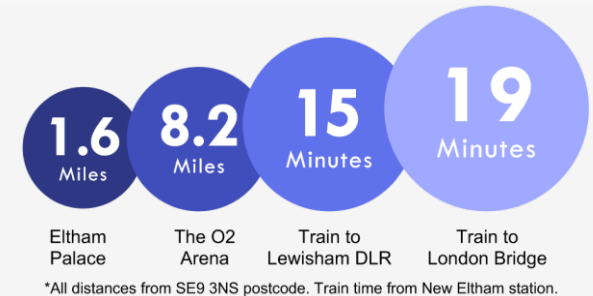 1.6
Miles
8.2
Miles
15
Minutes
19
Minutes
Eltham
Palace
The O2
Arena
Train to
Lewisham DLR
Train to
London Bridge
*All distances from SE9 3NS postcode. Train time from New Eltham station.